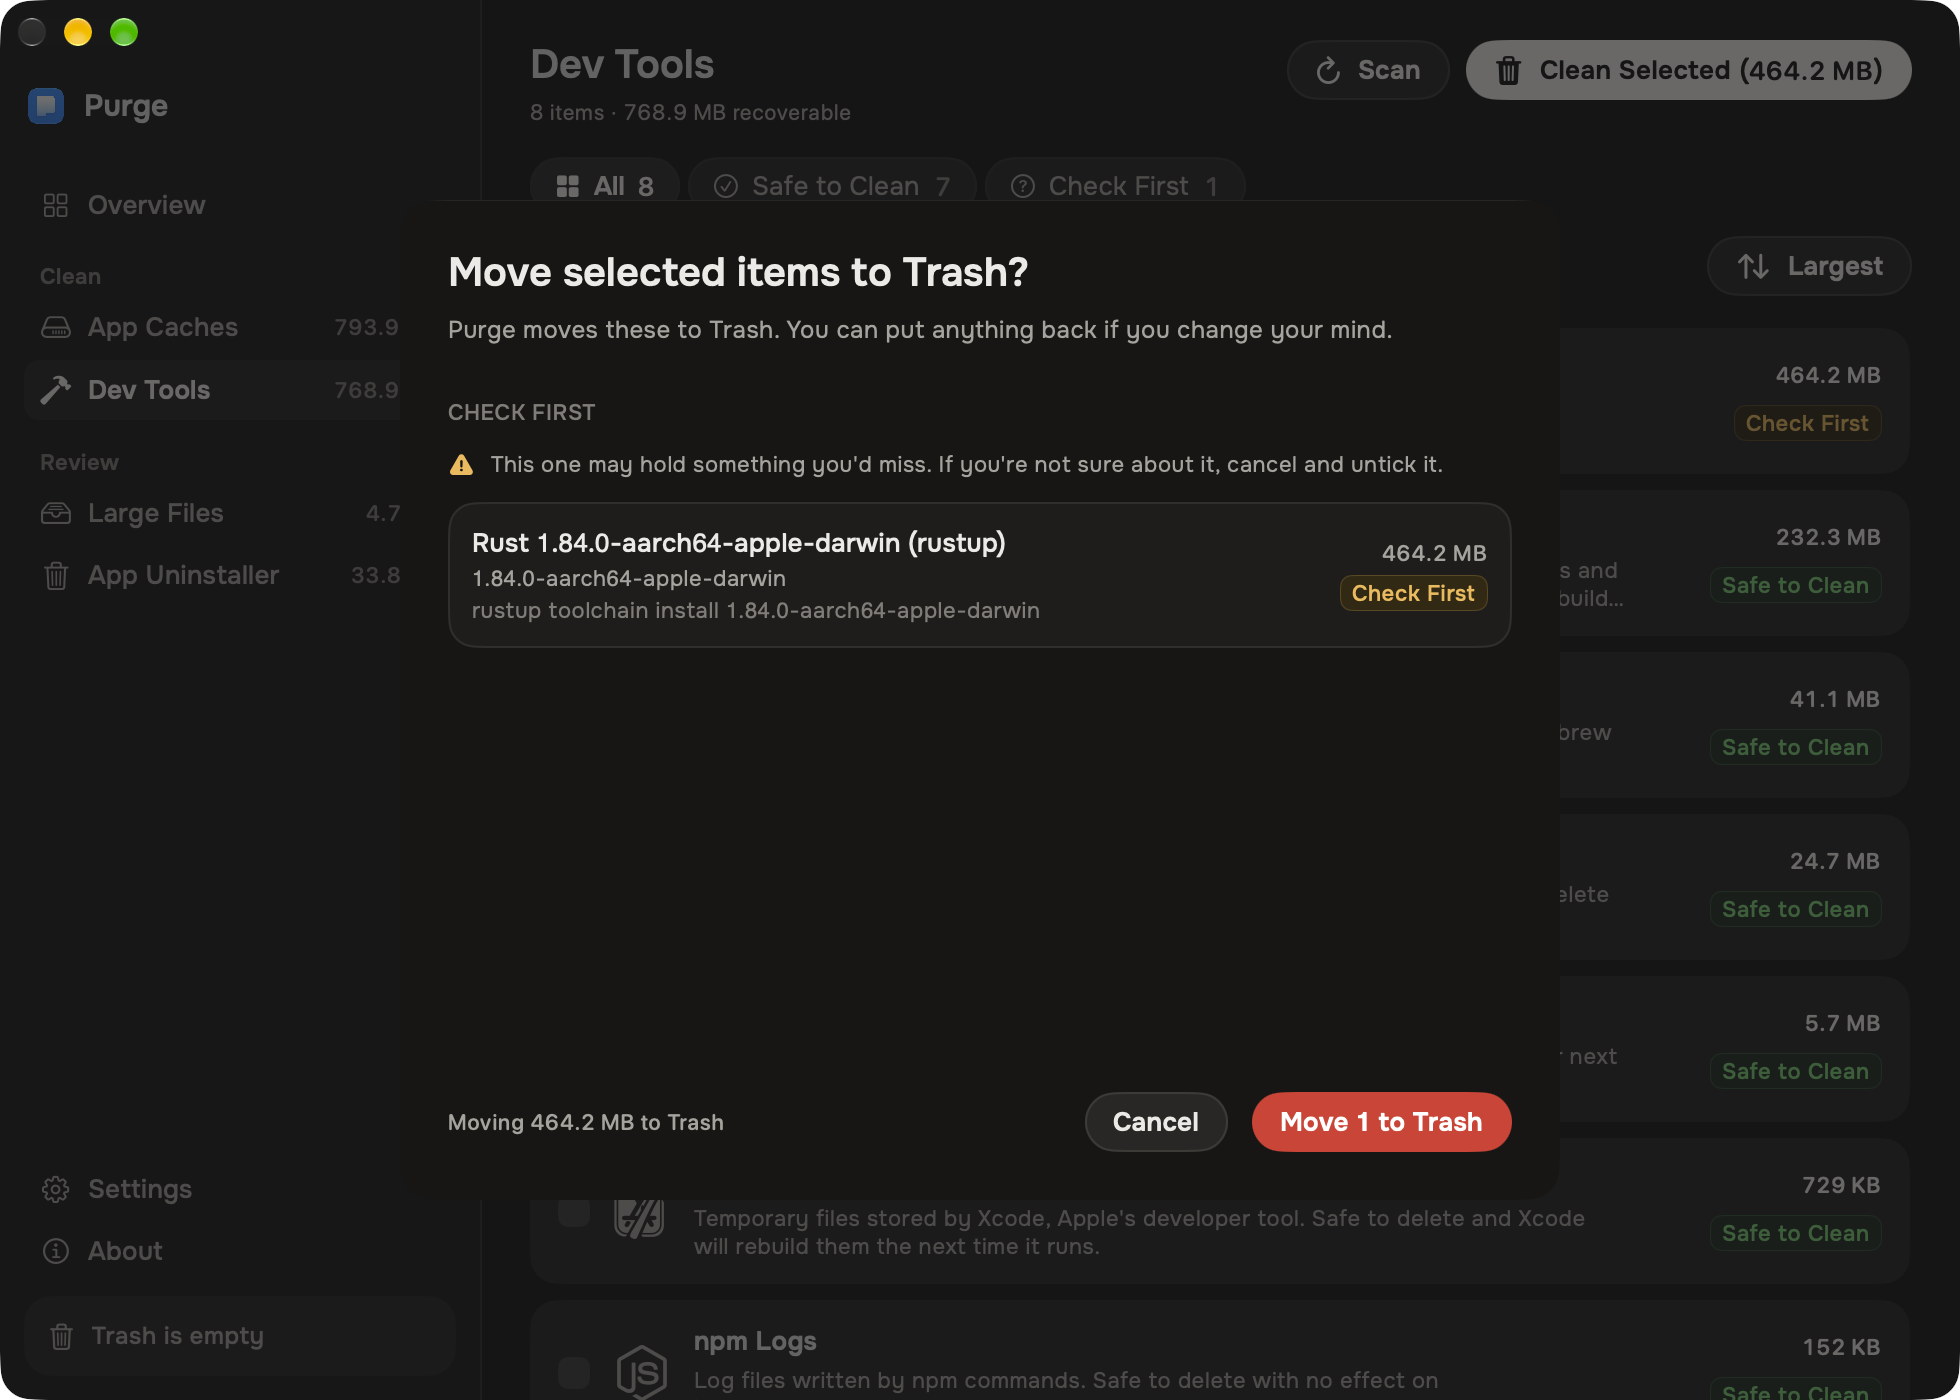 Purge
Overview
Clean
App Caches 793.9
Dev Tools 768.9
Review
Large Files 4.7
App Uninstaller 33.8
Settings
About
Trash is empty
Dev Tools
8 items · 768.9 MB recoverable
Scan
Clean Selected (464.2 MB)
All 8
Safe to Clean 7
Check First 1
Largest
Move selected items to Trash?
Purge moves these to Trash. You can put anything back if you change your mind.
CHECK FIRST
This one may hold something you'd miss. If you're not sure about it, cancel and untick it.
Rust 1.84.0-aarch64-apple-darwin (rustup)
1.84.0-aarch64-apple-darwin
rustup toolchain install 1.84.0-aarch64-apple-darwin
464.2 MB
Check First
Moving 464.2 MB to Trash
Cancel
Move 1 to Trash
464.2 MB
Check First
232.3 MB
s and
build...
Safe to Clean
41.1 MB
brew
Safe to Clean
24.7 MB
elete
Safe to Clean
5.7 MB
next
Safe to Clean
729 KB
Temporary files stored by Xcode, Apple's developer tool. Safe to delete and Xcode
will rebuild them the next time it runs.
Safe to Clean
npm Logs
152 KB
JS
Log files written by npm commands. Safe to delete with no effect on
Safe to Clean